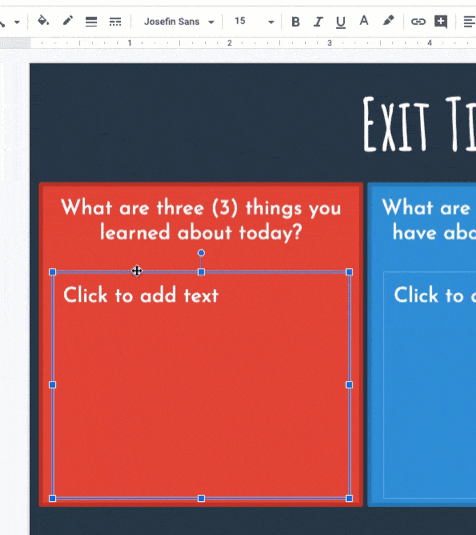 Josefin Sans 15 B I U A
1 2 3 4
EXIT TI
What are three (3) things you
learned about today?
Click to add text
What are
have abo
Click to a